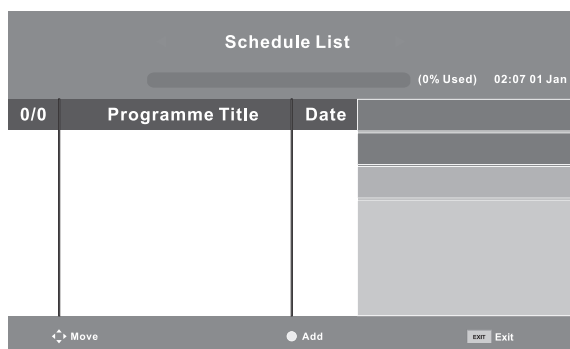 Schedule List
(0% Used) 02:07 01 Jan
0/0 Programme Title Date
Move Add EXIT Exit